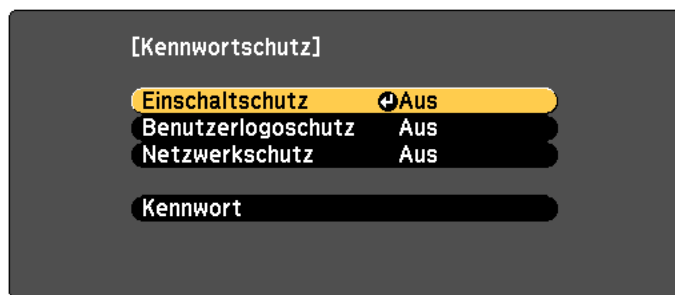 [Kennwortschutz]
Einschaltschutz Aus
Benutzerlogoschutz Aus
Netzwerkschutz Aus
Kennwort